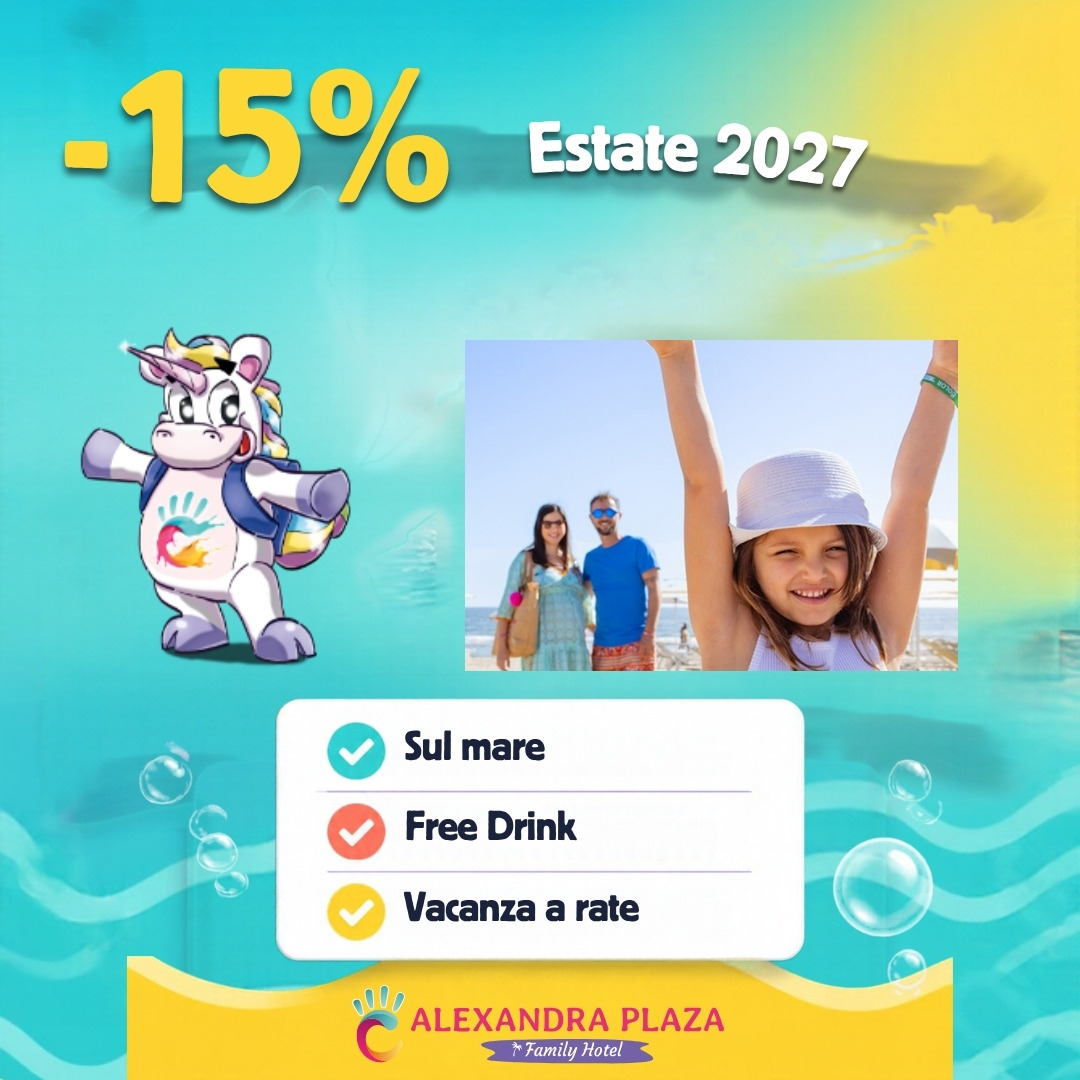 -15%
Estate 2027
Sul mare
Free Drink
Vacanza a rate
ALEXANDRA PLAZA
Family Hotel